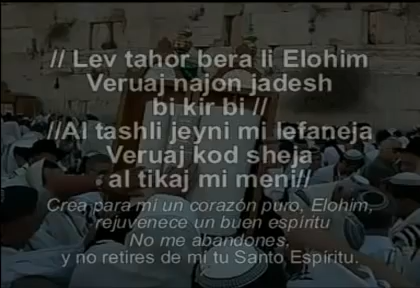 // Lev tahor bera li Elohim
Veruaj najon jadesh
bi kir bi //
//Al tashli jeyni mi lefaneja
Veruaj kod sheja
al tikaj mi meni//
Crea para mí un corazón puro, Elohim,
rejuvenece un buen espíritu
No me abandones,
y no retires de mi tu Santo Espíritu.